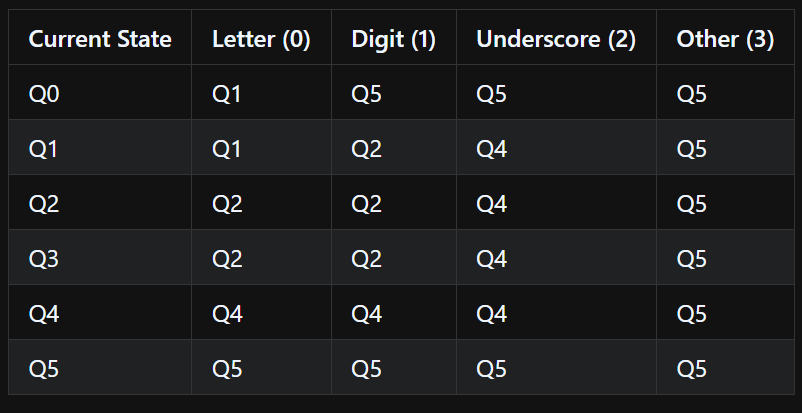 Current State Letter (0) Digit (1) Underscore (2) Other (3)
Q0 Q1 Q5 Q5 Q5
Q1 Q1 Q2 Q4 Q5
Q2 Q2 Q2 Q4 Q5
Q3 Q2 Q2 Q4 Q5
Q4 Q4 Q4 Q4 Q5
Q5 Q5 Q5 Q5 Q5